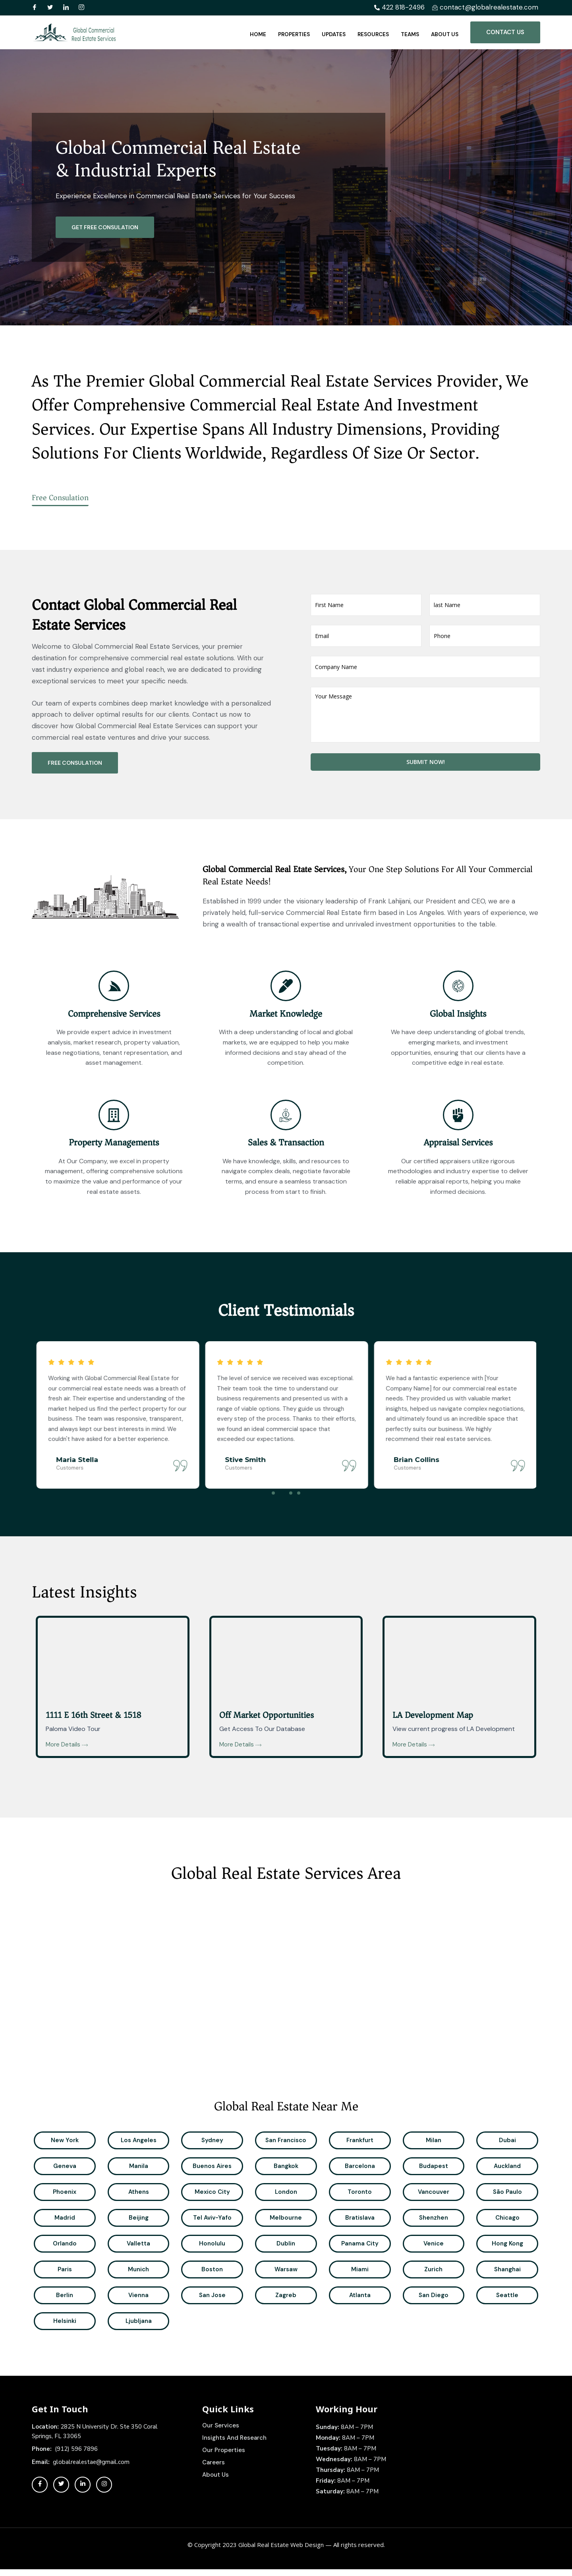 422 818-2496 contact@globalrealestate.com
Global Commercial
Real Estate Services
HOME PROPERTIES UPDATES RESOURCES TEAMS ABOUT US CONTACT US
Global Commercial Real Estate
& Industrial Experts
Experience Excellence in Commercial Real Estate Services for Your Success
GET FREE CONSULATION
As The Premier Global Commercial Real Estate Services Provider, We
Offer Comprehensive Commercial Real Estate And Investment
Services. Our Expertise Spans All Industry Dimensions, Providing
Solutions For Clients Worldwide, Regardless Of Size Or Sector.
Free Consulation
Contact Global Commercial Real
Estate Services
Welcome to Global Commercial Real Estate Services, your premier
destination for comprehensive commercial real estate solutions. With our
vast industry experience and global reach, we are dedicated to providing
exceptional services tailored to meet your specific needs.
Our team of experts combines deep market knowledge with a personalized
approach to deliver optimal results for our clients. Contact us now to
discover how Global Commercial Real Estate Services can support your
commercial real estate ventures and drive your success.
FREE CONSULATION
First Name last Name
Email Phone
Company Name
Your Message
SUBMIT NOW!
Global Commercial Real Etate Services, Your One Step Solutions For All Your Commercial
Real Estate Needs!
Established in 1999 under the visionary leadership of Frank Lahijani, our President and CEO, we are a
privately held, full-service Commercial Real Estate firm based in Los Angeles. With years of experience, we
bring a wealth of transactional expertise and unrivaled investment opportunities to the table.
Comprehensive Services
We provide expert advice in investment
analysis, market research, property valuation,
lease negotiations, tenant representation, and
asset management.
Market Knowledge
With a deep understanding of local and global
markets, we are equipped to help you make
informed decisions and stay ahead of the
competition.
Global Insights
We have deep understanding of global trends,
emerging markets, and investment
opportunities, ensuring that our clients have a
competitive edge in real estate.
Property Managements
At Our Company, we excel in property
management, offering comprehensive solutions
to maximize the value and performance of your
real estate assets.
Sales & Transaction
We have knowledge, skills, and resources to
navigate complex deals, negotiate favorable
terms, and ensure a seamless transaction
process from start to finish.
Appraisal Services
Our certified appraisers utilize rigorous
methodologies and industry expertise to deliver
reliable appraisal reports, helping you make
informed decisions.
Client Testimonials
Working with Global Commercial Real Estate for
our commercial real estate needs was a breath of
fresh air. Their expertise and understanding of the
market helped us find the perfect property for our
business. The team was responsive, transparent,
and always kept our best interests in mind. We
couldn't have asked for a better experience.
Maria Stella
Customers
The level of service we received was exceptional.
Their team took the time to understand our
business requirements and presented us with a
range of viable options. They guide us through
every step of the process. Thanks to their efforts,
we found an ideal commercial space that
exceeded our expectations.
Stive Smith
Customers
We had a fantastic experience with [Your
Company Name] for our commercial real estate
needs. They provided us with valuable market
insights, helped us navigate complex negotiations,
and ultimately found us an incredible space that
perfectly suits our business. We highly
recommend their real estate services.
Brian Collins
Customers
Latest Insights
1111 E 16th Street & 1518
Paloma Video Tour
More Details →
Off Market Opportunities
Get Access To Our Database
More Details →
LA Development Map
View current progress of LA Development
More Details →
Global Real Estate Services Area
Global Real Estate Near Me
New York Los Angeles Sydney San Francisco Frankfurt Milan Dubai
Geneva Manila Buenos Aires Bangkok Barcelona Budapest Auckland
Phoenix Athens Mexico City London Toronto Vancouver São Paulo
Madrid Beijing Tel Aviv-Yafo Melbourne Bratislava Shenzhen Chicago
Orlando Valletta Honolulu Dublin Panama City Venice Hong Kong
Paris Munich Boston Warsaw Miami Zurich Shanghai
Berlin Vienna San Jose Zagreb Atlanta San Diego Seattle
Helsinki Ljubljana
Get In Touch
Location: 2825 N University Dr. Ste 350 Coral
Springs, FL 33065
Phone: (912) 596 7896
Email: globalrealestae@gmail.com
Quick Links
Our Services
Insights And Research
Our Properties
Careers
About Us
Working Hour
Sunday: 8AM – 7PM
Monday: 8AM – 7PM
Tuesday: 8AM – 7PM
Wednesday: 8AM – 7PM
Thursday: 8AM – 7PM
Friday: 8AM – 7PM
Saturday: 8AM – 7PM
© Copyright 2023 Global Real Estate Web Design — All rights reserved.